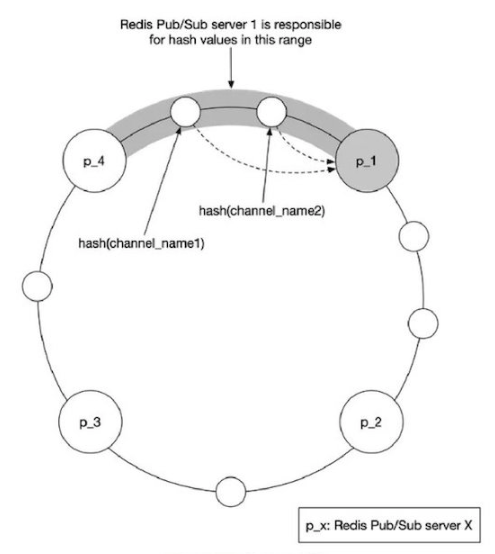 Redis Pub/Sub server 1 is responsible
for hash values in this range
p_4
p_1
hash(channel_name2)
hash(channel_name1)
p_3
p_2
p_x: Redis Pub/Sub server X